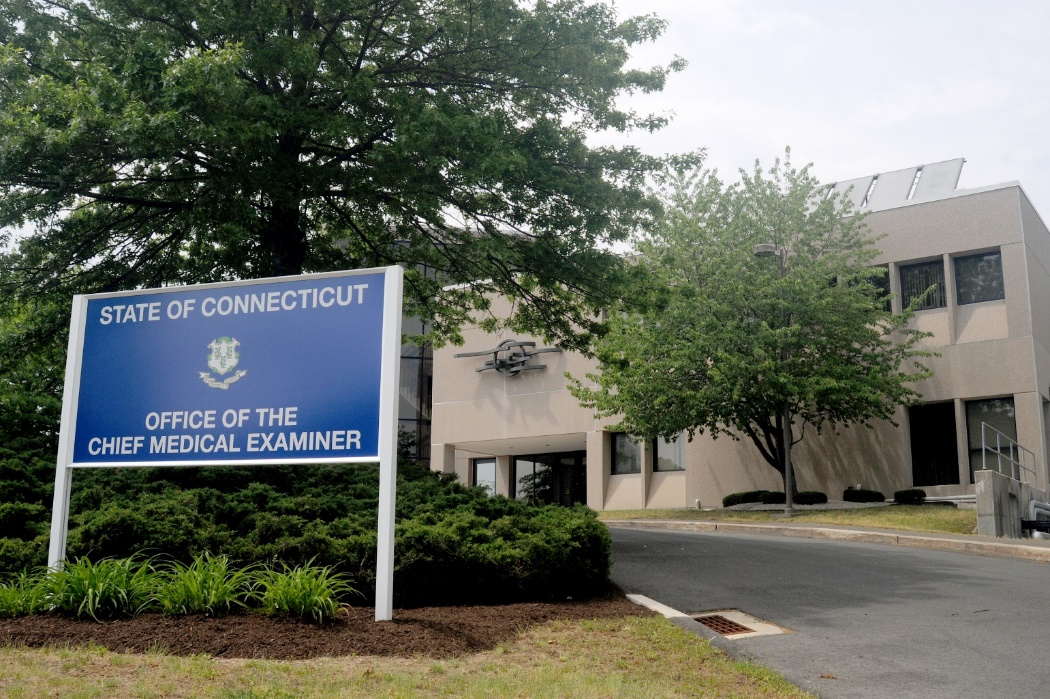 STATE OF CONNECTICUT
OFFICE OF THE
CHIEF MEDICAL EXAMINER